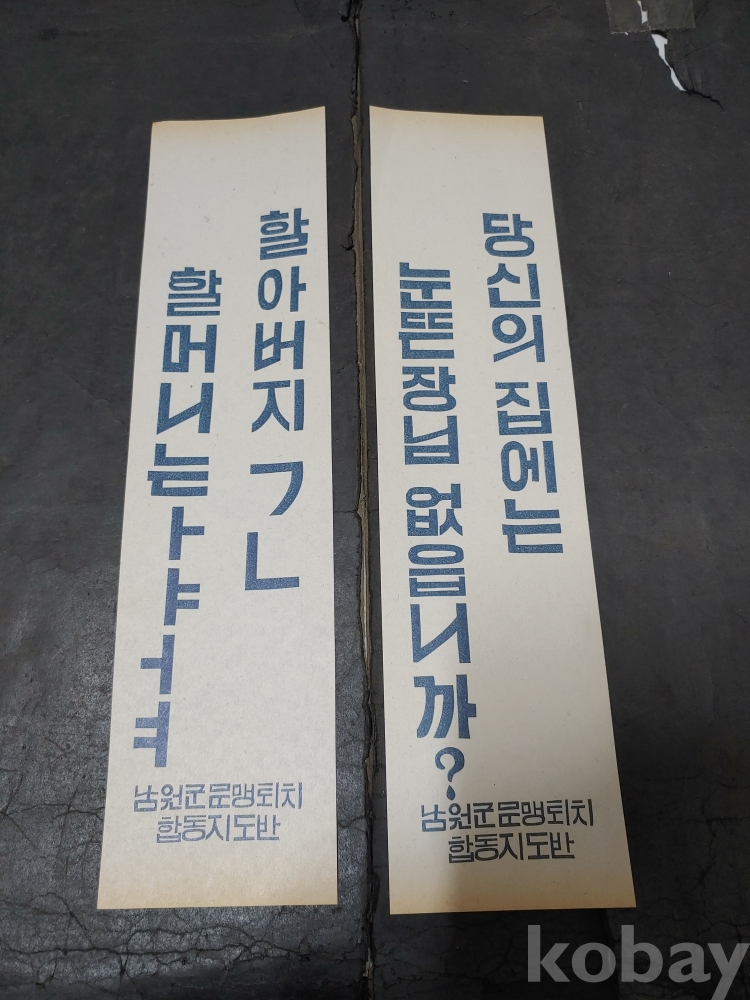 할아버지 ㄱㄴ
할머니는 ㅏㅑㅓㅕ
남원군문맹퇴치
합동지도반
당신의 집에는
눈뜬장님 없읍니까?
남원군문맹퇴치
합동지도반
kobay